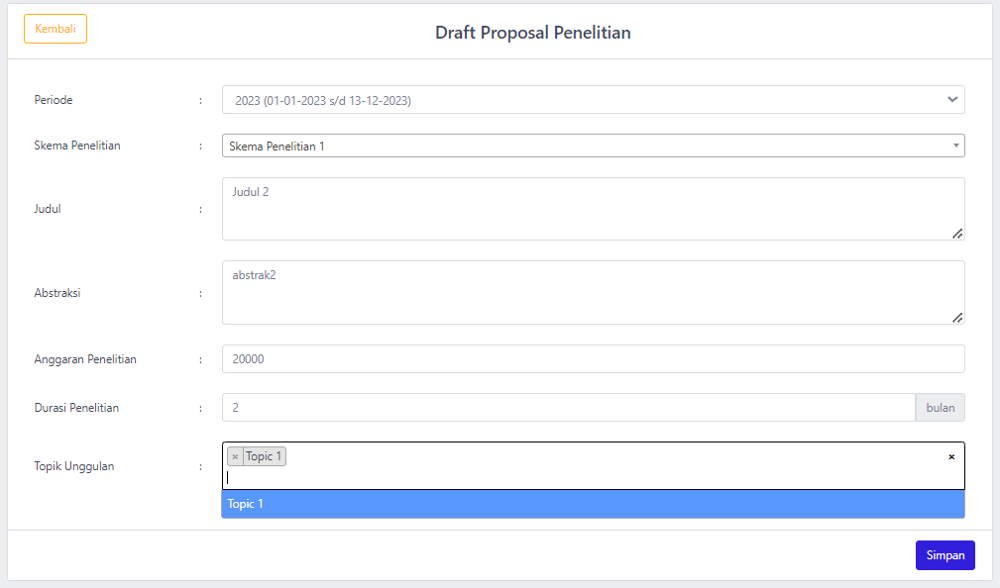 Kembali
Draft Proposal Penelitian
Periode : 2023 (01-01-2023 s/d 13-12-2023)
Skema Penelitian : Skema Penelitian 1
Judul : Judul 2
Abstraksi : abstrak2
Anggaran Penelitian : 20000
Durasi Penelitian : 2 bulan
Topik Unggulan : × Topic 1 ×
Topic 1
Simpan